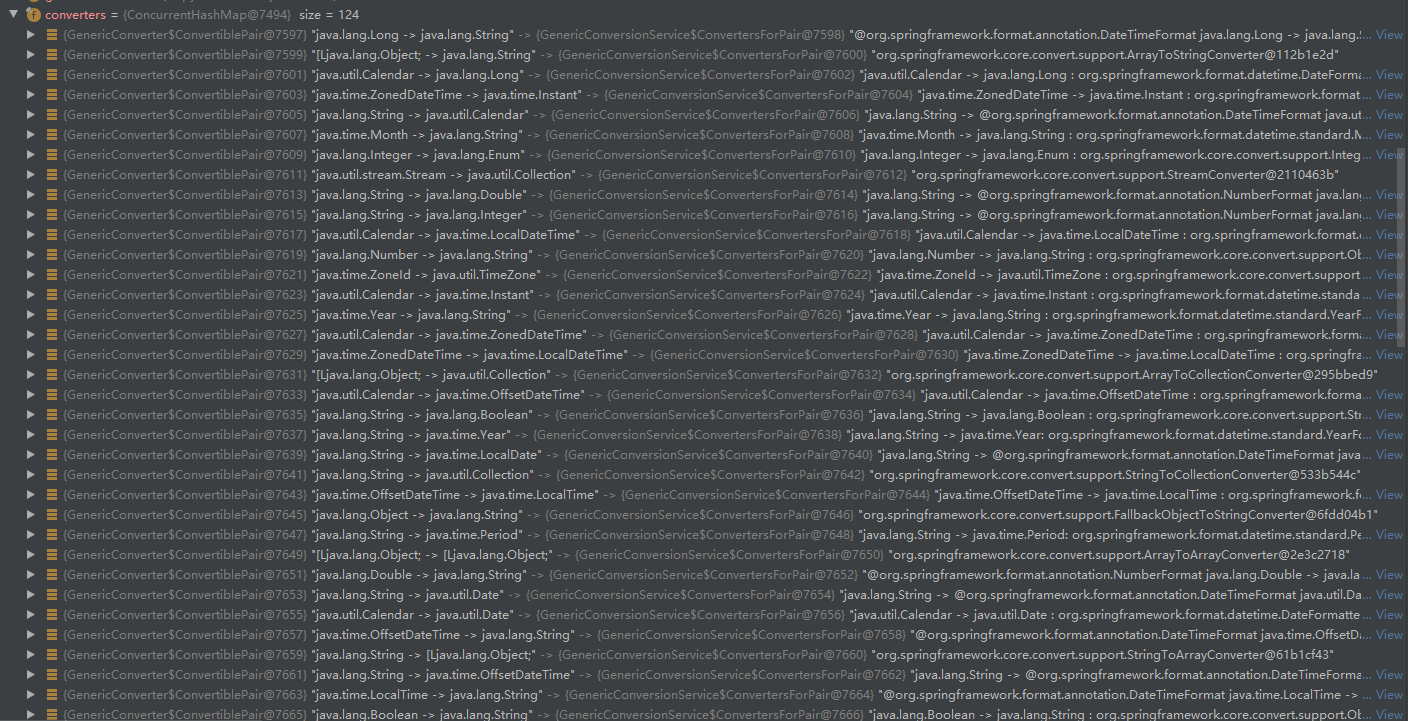 converters = {ConcurrentHashMap@7494} size = 124
{GenericConverter$ConvertiblePair@7597} "java.lang.Long -> java.lang.String" -> {GenericConversionService$ConvertersForPair@7598} "@org.springframework.format.annotation.DateTimeFormat java.lang.Long -> java.lang.... View
{GenericConverter$ConvertiblePair@7599} "[Ljava.lang.Object; -> java.lang.String" -> {GenericConversionService$ConvertersForPair@7600} "org.springframework.core.convert.support.ArrayToStringConverter@112b1e2d"
{GenericConverter$ConvertiblePair@7601} "java.util.Calendar -> java.lang.Long" -> {GenericConversionService$ConvertersForPair@7602} "java.util.Calendar -> java.lang.Long : org.springframework.format.datetime.DateForma... View
{GenericConverter$ConvertiblePair@7603} "java.time.ZonedDateTime -> java.time.Instant" -> {GenericConversionService$ConvertersForPair@7604} "java.time.ZonedDateTime -> java.time.Instant : org.springframework.format... View
{GenericConverter$ConvertiblePair@7605} "java.lang.String -> java.util.Calendar" -> {GenericConversionService$ConvertersForPair@7606} "java.lang.String -> @org.springframework.format.annotation.DateTimeFormat java.ut... View
{GenericConverter$ConvertiblePair@7607} "java.time.Month -> java.lang.String" -> {GenericConversionService$ConvertersForPair@7608} "java.time.Month -> java.lang.String : org.springframework.format.datetime.standard.M... View
{GenericConverter$ConvertiblePair@7609} "java.lang.Integer -> java.lang.Enum" -> {GenericConversionService$ConvertersForPair@7610} "java.lang.Integer -> java.lang.Enum : org.springframework.core.convert.support.Integ... View
{GenericConverter$ConvertiblePair@7611} "java.util.stream.Stream -> java.util.Collection" -> {GenericConversionService$ConvertersForPair@7612} "org.springframework.core.convert.support.StreamConverter@2110463b"
{GenericConverter$ConvertiblePair@7613} "java.lang.String -> java.lang.Double" -> {GenericConversionService$ConvertersForPair@7614} "java.lang.String -> @org.springframework.format.annotation.NumberFormat java.lang... View
{GenericConverter$ConvertiblePair@7615} "java.lang.String -> java.lang.Integer" -> {GenericConversionService$ConvertersForPair@7616} "java.lang.String -> @org.springframework.format.annotation.NumberFormat java.lang... View
{GenericConverter$ConvertiblePair@7617} "java.util.Calendar -> java.time.LocalDateTime" -> {GenericConversionService$ConvertersForPair@7618} "java.util.Calendar -> java.time.LocalDateTime : org.springframework.format.... View
{GenericConverter$ConvertiblePair@7619} "java.lang.Number -> java.lang.String" -> {GenericConversionService$ConvertersForPair@7620} "java.lang.Number -> java.lang.String : org.springframework.core.convert.support.Ob... View
{GenericConverter$ConvertiblePair@7621} "java.time.ZoneId -> java.util.TimeZone" -> {GenericConversionService$ConvertersForPair@7622} "java.time.ZoneId -> java.util.TimeZone : org.springframework.core.convert.support... View
{GenericConverter$ConvertiblePair@7623} "java.util.Calendar -> java.time.Instant" -> {GenericConversionService$ConvertersForPair@7624} "java.util.Calendar -> java.time.Instant : org.springframework.format.datetime.standa... View
{GenericConverter$ConvertiblePair@7625} "java.time.Year -> java.lang.String" -> {GenericConversionService$ConvertersForPair@7626} "java.time.Year -> java.lang.String : org.springframework.format.datetime.standard.YearF... View
{GenericConverter$ConvertiblePair@7627} "java.util.Calendar -> java.time.ZonedDateTime" -> {GenericConversionService$ConvertersForPair@7628} "java.util.Calendar -> java.time.ZonedDateTime : org.springframework.form... View
{GenericConverter$ConvertiblePair@7629} "java.time.ZonedDateTime -> java.time.LocalDateTime" -> {GenericConversionService$ConvertersForPair@7630} "java.time.ZonedDateTime -> java.time.LocalDateTime : org.springfra... View
{GenericConverter$ConvertiblePair@7631} "[Ljava.lang.Object; -> java.util.Collection" -> {GenericConversionService$ConvertersForPair@7632} "org.springframework.core.convert.support.ArrayToCollectionConverter@295bbed9"
{GenericConverter$ConvertiblePair@7633} "java.util.Calendar -> java.time.OffsetDateTime" -> {GenericConversionService$ConvertersForPair@7634} "java.util.Calendar -> java.time.OffsetDateTime : org.springframework.forma... View
{GenericConverter$ConvertiblePair@7635} "java.lang.String -> java.lang.Boolean" -> {GenericConversionService$ConvertersForPair@7636} "java.lang.String -> java.lang.Boolean : org.springframework.core.convert.support.Str... View
{GenericConverter$ConvertiblePair@7637} "java.lang.String -> java.time.Year" -> {GenericConversionService$ConvertersForPair@7638} "java.lang.String -> java.time.Year: org.springframework.format.datetime.standard.YearFo... View
{GenericConverter$ConvertiblePair@7639} "java.lang.String -> java.time.LocalDate" -> {GenericConversionService$ConvertersForPair@7640} "java.lang.String -> @org.springframework.format.annotation.DateTimeFormat java... View
{GenericConverter$ConvertiblePair@7641} "java.lang.String -> java.util.Collection" -> {GenericConversionService$ConvertersForPair@7642} "org.springframework.core.convert.support.StringToCollectionConverter@533b544c"
{GenericConverter$ConvertiblePair@7643} "java.time.OffsetDateTime -> java.time.LocalTime" -> {GenericConversionService$ConvertersForPair@7644} "java.time.OffsetDateTime -> java.time.LocalTime : org.springframework.f... View
{GenericConverter$ConvertiblePair@7645} "java.lang.Object -> java.lang.String" -> {GenericConversionService$ConvertersForPair@7646} "org.springframework.core.convert.support.FallbackObjectToStringConverter@6fdd04b1"
{GenericConverter$ConvertiblePair@7647} "java.lang.String -> java.time.Period" -> {GenericConversionService$ConvertersForPair@7648} "java.lang.String -> java.time.Period: org.springframework.format.datetime.standard.Pe... View
{GenericConverter$ConvertiblePair@7649} "[Ljava.lang.Object; -> [Ljava.lang.Object;" -> {GenericConversionService$ConvertersForPair@7650} "org.springframework.core.convert.support.ArrayToArrayConverter@2e3c2718"
{GenericConverter$ConvertiblePair@7651} "java.lang.Double -> java.lang.String" -> {GenericConversionService$ConvertersForPair@7652} "@org.springframework.format.annotation.NumberFormat java.lang.Double -> java.la... View
{GenericConverter$ConvertiblePair@7653} "java.lang.String -> java.util.Date" -> {GenericConversionService$ConvertersForPair@7654} "java.lang.String -> @org.springframework.format.annotation.DateTimeFormat java.util.Da... View
{GenericConverter$ConvertiblePair@7655} "java.util.Calendar -> java.util.Date" -> {GenericConversionService$ConvertersForPair@7656} "java.util.Calendar -> java.util.Date : org.springframework.format.datetime.DateFormatte... View
{GenericConverter$ConvertiblePair@7657} "java.time.OffsetDateTime -> java.lang.String" -> {GenericConversionService$ConvertersForPair@7658} "@org.springframework.format.annotation.DateTimeFormat java.time.OffsetDa... View
{GenericConverter$ConvertiblePair@7659} "java.lang.String -> [Ljava.lang.Object;" -> {GenericConversionService$ConvertersForPair@7660} "org.springframework.core.convert.support.StringToArrayConverter@61b1cf43"
{GenericConverter$ConvertiblePair@7661} "java.lang.String -> java.time.OffsetDateTime" -> {GenericConversionService$ConvertersForPair@7662} "java.lang.String -> @org.springframework.format.annotation.DateTimeForma... View
{GenericConverter$ConvertiblePair@7663} "java.time.LocalTime -> java.lang.String" -> {GenericConversionService$ConvertersForPair@7664} "@org.springframework.format.annotation.DateTimeFormat java.time.LocalTime -> ... View
{GenericConverter$ConvertiblePair@7665} "java.lang.Boolean -> java.lang.String" -> {GenericConversionService$ConvertersForPair@7666} "java.lang.Boolean -> java.lang.String : org.springframework.core.convert.support.Ob... View